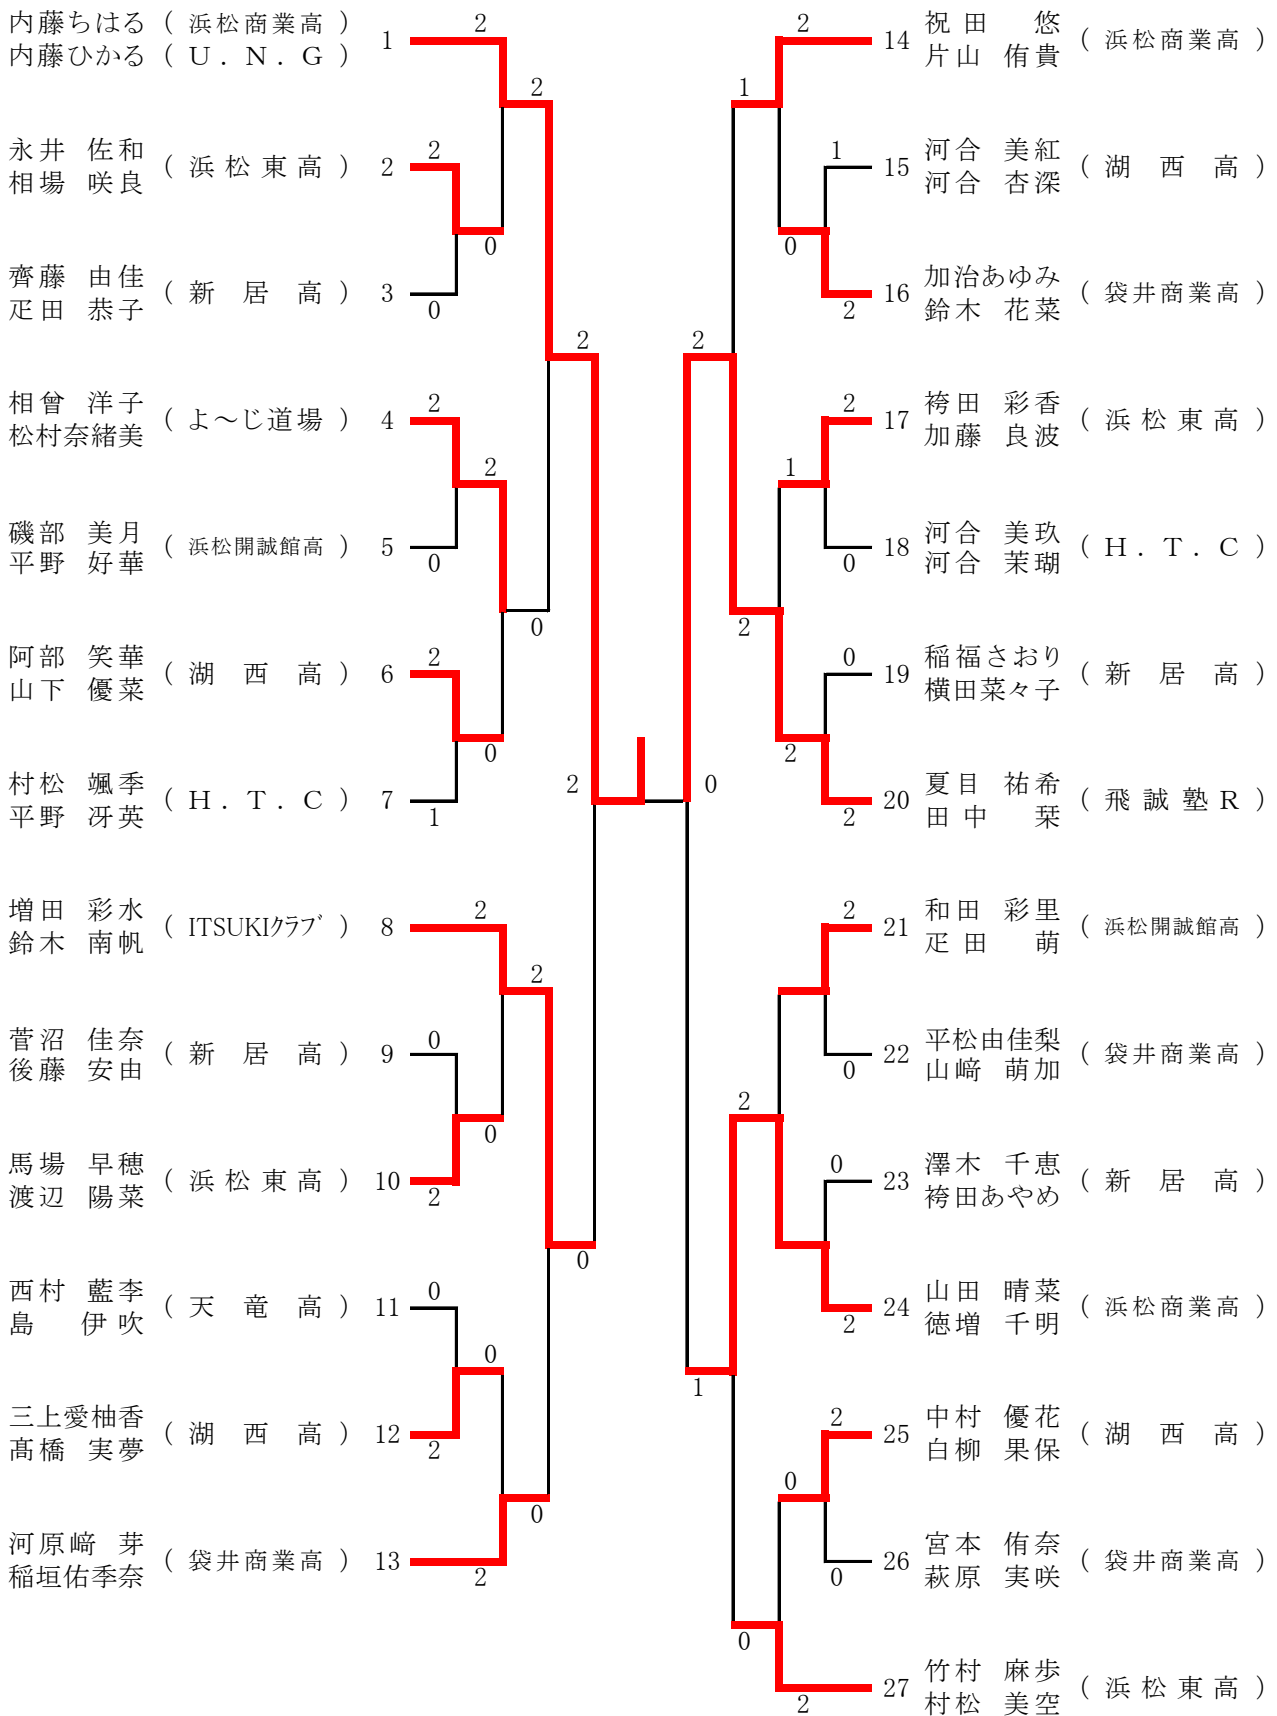 内藤ちはる ( 浜松商業高 ) 1
内藤ひかる ( U．N．G )
2
2
永井 佐和
相場 咲良 ( 浜松東高 ) 2
2
0
齊藤 由佳
疋田 恭子 ( 新居高 ) 3
0
2
相曾 洋子
松村奈緒美 ( よ～じ道場 ) 4
2
2
磯部 美月
平野 好華 ( 浜松開誠館高 ) 5
0
0
阿部 笑華
山下 優菜 ( 湖西高 ) 6
2
0
村松 颯季
平野 冴英 ( H．T．C ) 7
1
2
増田 彩水
鈴木 南帆 ( ITSUKIｸﾗﾌﾞ ) 8
2
2
菅沼 佳奈
後藤 安由 ( 新居高 ) 9
0
0
馬場 早穂
渡辺 陽菜 ( 浜松東高 ) 10
2
0
西村 藍李
島 伊吹 ( 天竜高 ) 11
0
0
三上愛柚香
髙橋 実夢 ( 湖西高 ) 12
2
0
河原﨑 芽
稲垣佑季奈 ( 袋井商業高 ) 13
2
2
14 祝田 悠
片山 侑貴 ( 浜松商業高 )
1
1
15 河合 美紅
河合 杏深 ( 湖西高 )
0
16 加治あゆみ
鈴木 花菜 ( 袋井商業高 )
2
2
2
17 袴田 彩香
加藤 良波 ( 浜松東高 )
1
18 河合 美玖
河合 茉瑚 ( H．T．C )
0
2
0
19 稲福さおり
横田菜々子 ( 新居高 )
2
20 夏目 祐希
田中 栞 ( 飛誠塾R )
2
0
2
21 和田 彩里
疋田 萌 ( 浜松開誠館高 )
22 平松由佳梨
山﨑 萌加 ( 袋井商業高 )
0
2
0
23 澤木 千恵
袴田あやめ ( 新居高 )
24 山田 晴菜
徳増 千明 ( 浜松商業高 )
2
1
2
25 中村 優花
白柳 果保 ( 湖西高 )
0
26 宮本 侑奈
萩原 実咲 ( 袋井商業高 )
0
0
27 竹村 麻歩
村松 美空 ( 浜松東高 )
2